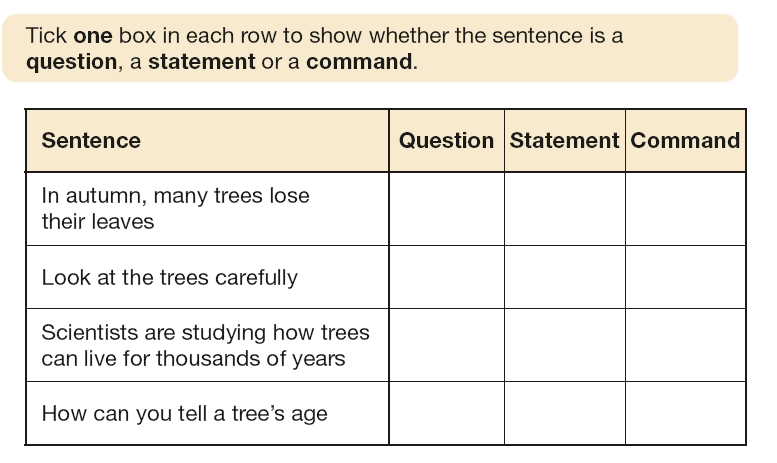 Tick one box in each row to show whether the sentence is a
question, a statement or a command.
Sentence Question Statement Command
In autumn, many trees lose
their leaves
Look at the trees carefully
Scientists are studying how trees
can live for thousands of years
How can you tell a tree’s age